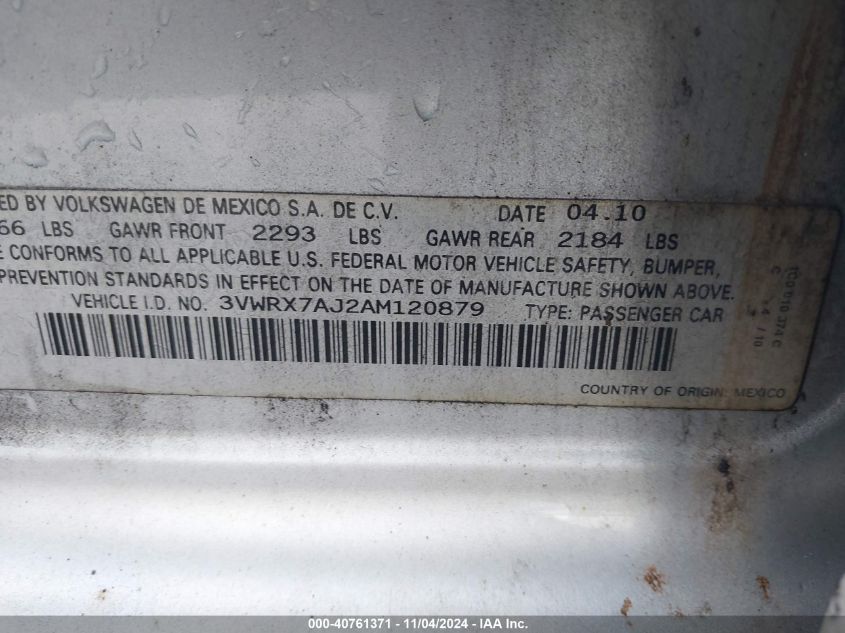 ED BY VOLKSWAGEN DE MEXICO S.A. DE C.V. DATE 04.10
66 LBS GAWR FRONT 2293 LBS GAWR REAR 2184 LBS
E CONFORMS TO ALL APPLICABLE U.S. FEDERAL MOTOR VEHICLE SAFETY, BUMPER,
PREVENTION STANDARDS IN EFFECT ON THE DATE OF MANUFACTURE SHOWN ABOVE.
VEHICLE I.D. NO. 3VWRX7AJ2AM120879 TYPE: PASSENGER CAR
COUNTRY OF ORIGIN: MEXICO
000-40761371 - 11/04/2024 - IAA Inc.